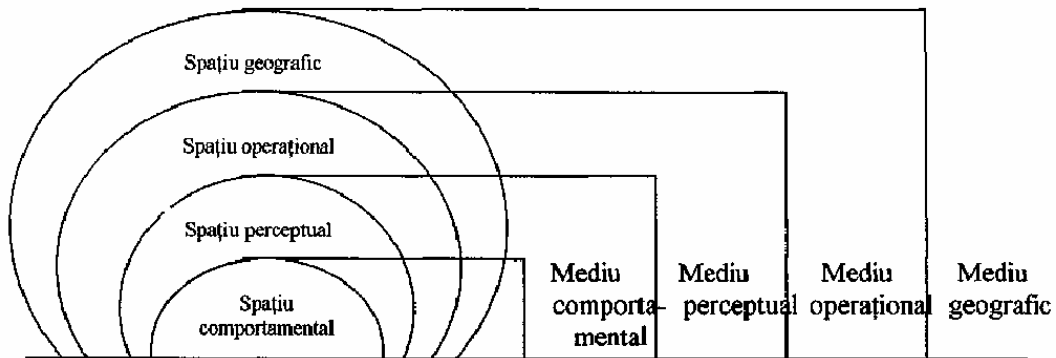 Spațiu geografic
Spațiu operațional
Spațiu perceptual
Spațiu
comportamental
Mediu
comporta-
mental
Mediu
perceptual
Mediu
operațional
Mediu
geografic